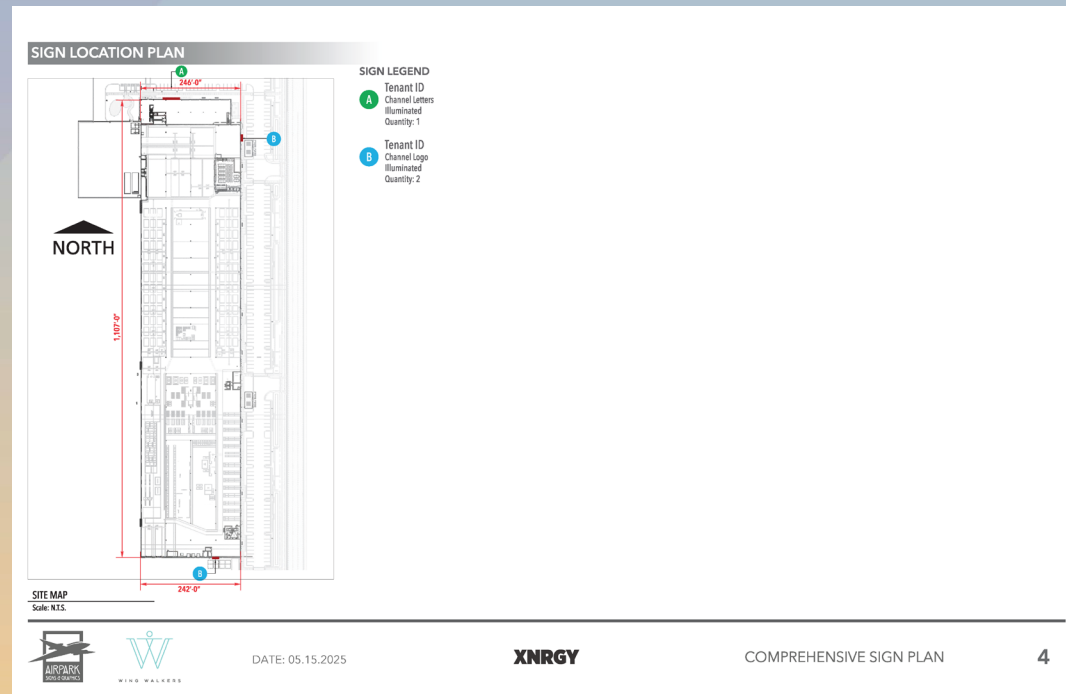 SIGN LOCATION PLAN
A
246'-0"
B
NORTH
1,107'-0"
B
242'-0"
SITE MAP
Scale: N.T.S.
SIGN LEGEND
A
Tenant ID
Channel Letters
Illuminated
Quantity: 1
B
Tenant ID
Channel Logo
Illuminated
Quantity: 2
AIRPARK
SIGNS & GRAPHICS
WING WALKERS
DATE: 05.15.2025
XNRGY
COMPREHENSIVE SIGN PLAN
4